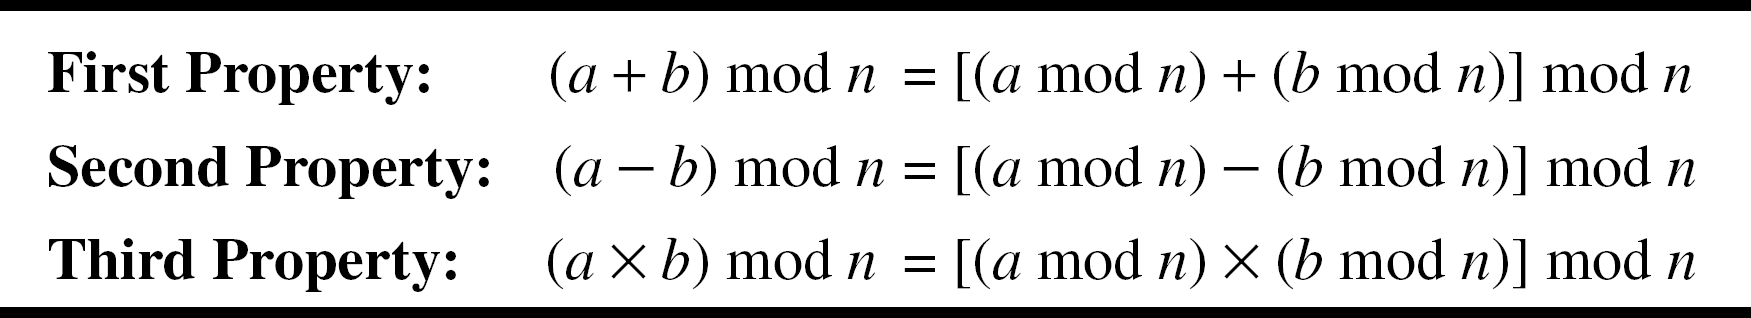 First Property: (a + b) mod n = [(a mod n) + (b mod n)] mod n
Second Property: (a − b) mod n = [(a mod n) − (b mod n)] mod n
Third Property: (a × b) mod n = [(a mod n) × (b mod n)] mod n